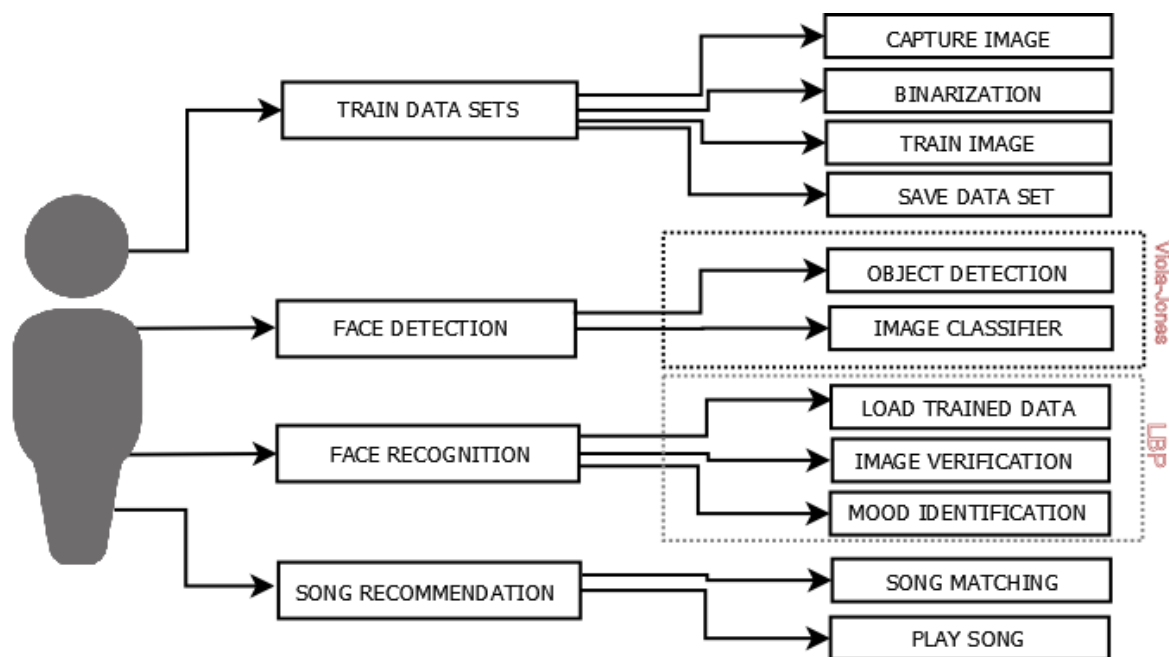 CAPTURE IMAGE
BINARIZATION
TRAIN DATA SETS
TRAIN IMAGE
SAVE DATA SET
Viola-Jones
OBJECT DETECTION
FACE DETECTION
IMAGE CLASSIFIER
LOAD TRAINED DATA
LBP
FACE RECOGNITION
IMAGE VERIFICATION
MOOD IDENTIFICATION
SONG RECOMMENDATION
SONG MATCHING
PLAY SONG